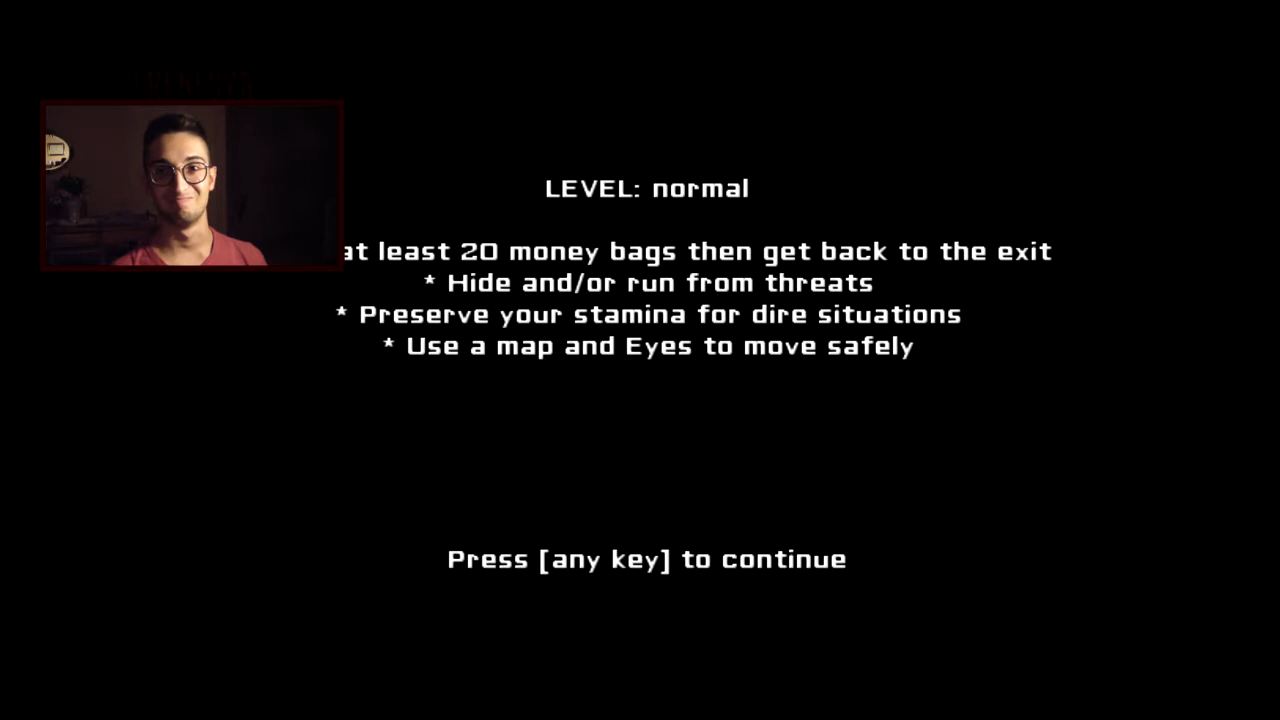 LEVEL: normal
at least 20 money bags then get back to the exit
* Hide and/or run from threats
* Preserve your stamina for dire situations
* Use a map and Eyes to move safely
Press [any key] to continue